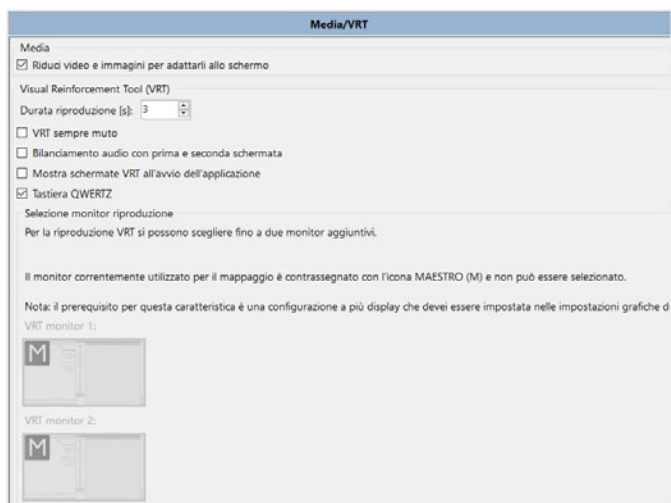 Media/VRT
Media
Riduci video e immagini per adattarli allo schermo
Visual Reinforcement Tool (VRT)
Durata riproduzione [s]: 3
VRT sempre muto
Bilanciamento audio con prima e seconda schermata
Mostra schermate VRT all'avvio dell'applicazione
Tastiera QWERTZ
Selezione monitor riproduzione
Per la riproduzione VRT si possono scegliere fino a due monitor aggiuntivi.
Il monitor correntemente utilizzato per il mappaggio è contrassegnato con l'icona MAESTRO (M) e non può essere selezionato.
Nota: il prerequisito per questa caratteristica è una configurazione a più display che devei essere impostata nelle impostazioni grafiche d
VRT monitor 1:
M
VRT monitor 2:
M